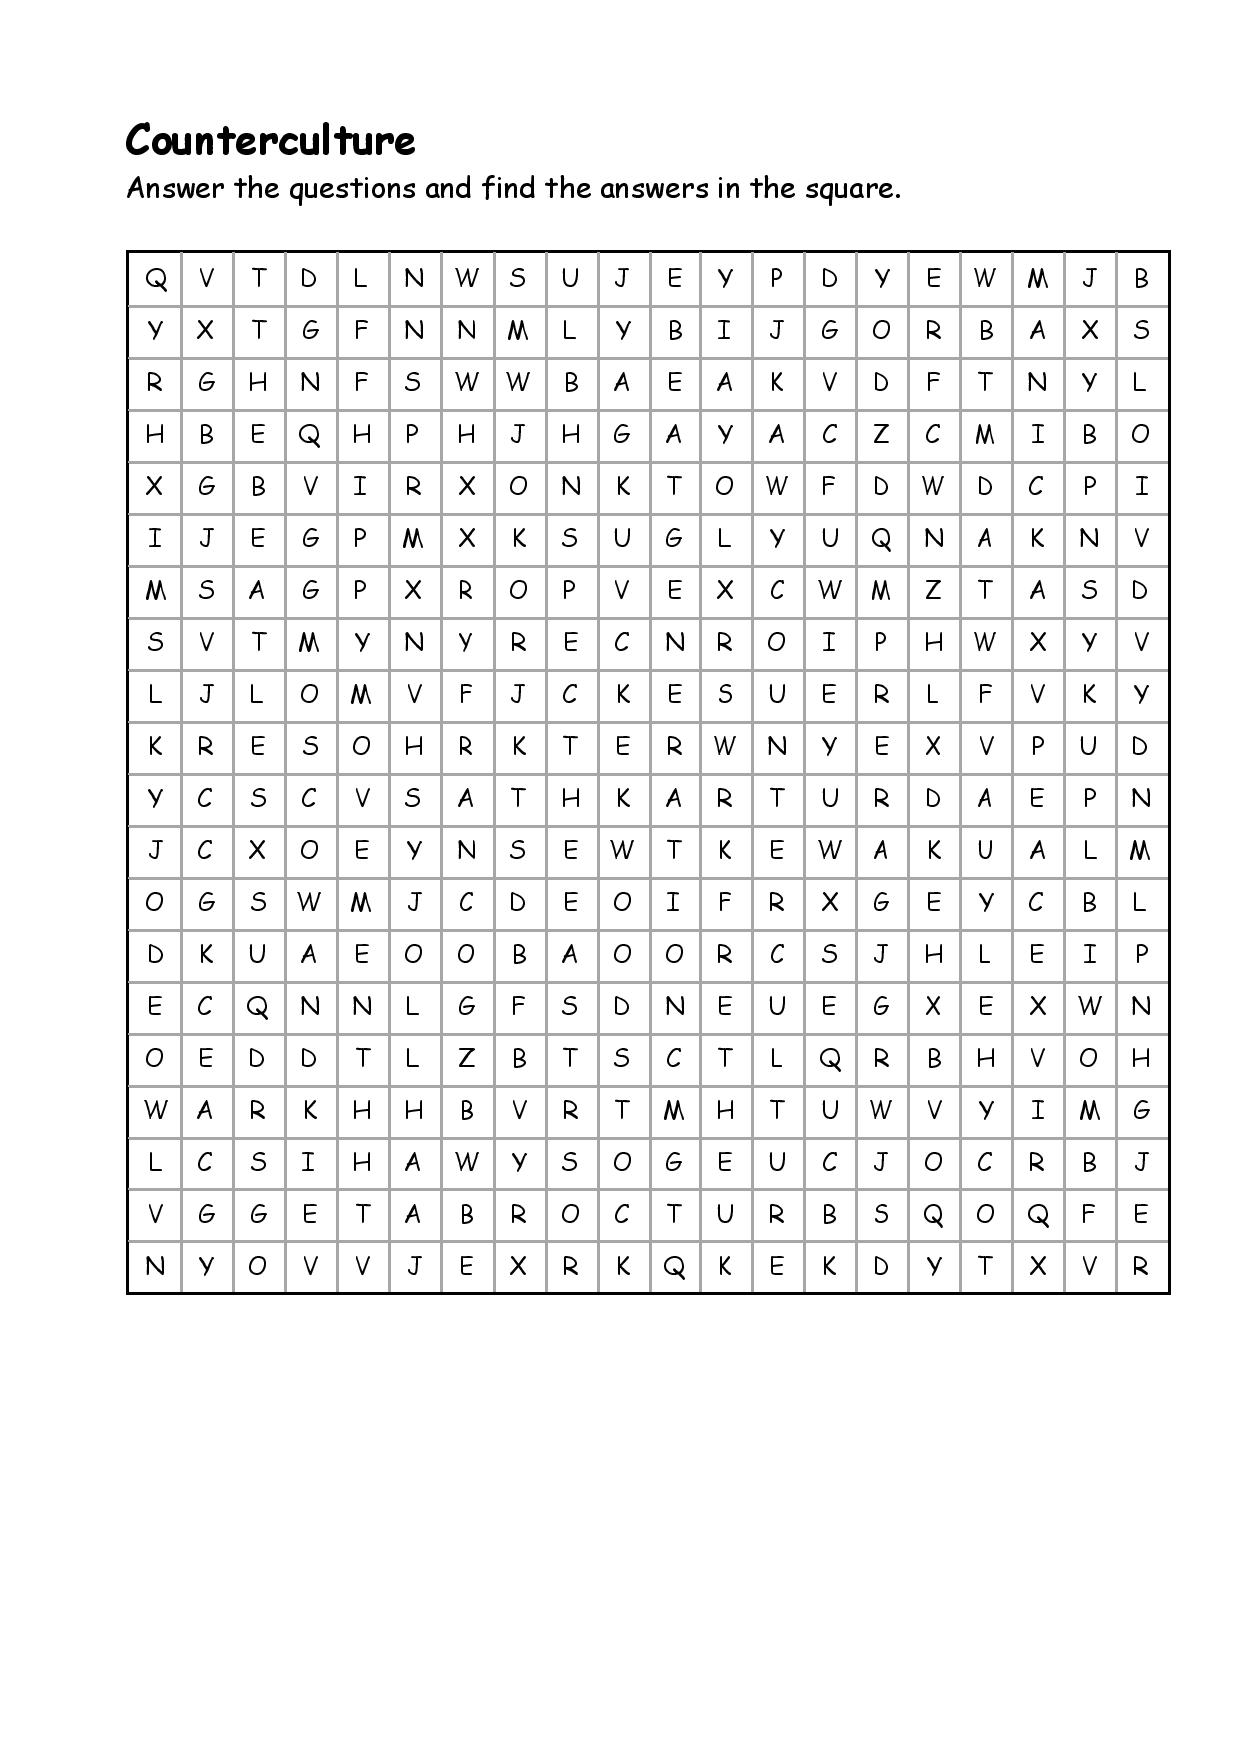 Counterculture
Answer the questions and find the answers in the square.
Q V T D L N W S U J E Y P D Y E W M J B
Y X T G F N N M L Y B I J G O R B A X S
R G H N F S W W B A E A K V D F T N Y L
H B E Q H P H J H G A Y A C Z C M I B O
X G B V I R X O N K T O W F D W D C P I
I J E G P M X K S U G L Y U Q N A K N V
M S A G P X R O P V E X C W M Z T A S D
S V T M Y N Y R E C N R O I P H W X Y V
L J L O M V F J C K E S U E R L F V K Y
K R E S O H R K T E R W N Y E X V P U D
Y C S C V S A T H K A R T U R D A E P N
J C X O E Y N S E W T K E W A K U A L M
O G S W M J C D E O I F R X G E Y C B L
D K U A E O O B A O O R C S J H L E I P
E C Q N N L G F S D N E U E G X E X W N
O E D D T L Z B T S C T L Q R B H V O H
W A R K H H B V R T M H T U W V Y I M G
L C S I H A W Y S O G E U C J O C R B J
V G G E T A B R O C T U R B S Q O Q F E
N Y O V V J E X R K Q K E K D Y T X V R